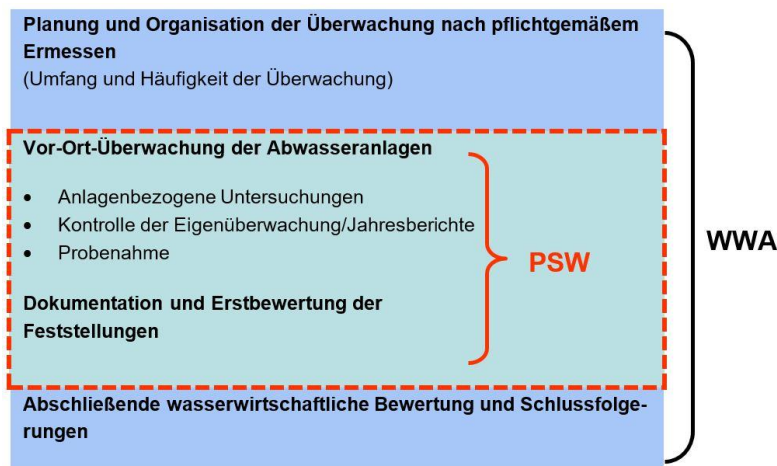 Planung und Organisation der Überwachung nach pflichtgemäßem
Ermessen
(Umfang und Häufigkeit der Überwachung)
Vor-Ort-Überwachung der Abwasseranlagen
• Anlagenbezogene Untersuchungen
• Kontrolle der Eigenüberwachung/Jahresberichte
• Probenahme
PSW
WWA
Dokumentation und Erstbewertung der
Feststellungen
Abschließende wasserwirtschaftliche Bewertung und Schlussfolge-
rungen